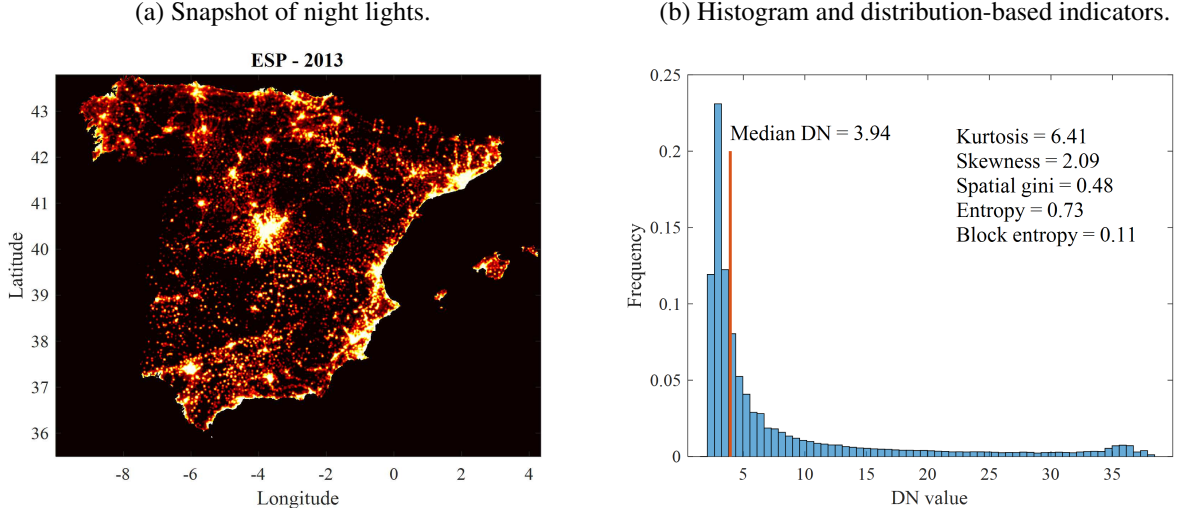 (a) Snapshot of night lights.
ESP - 2013
43
42
41
40
39
38
37
36
Latitude
-8
-6
-4
-2
0
2
4
Longitude
(b) Histogram and distribution-based indicators.
0.25
0.2
0.15
0.1
0.05
0
Frequency
Median DN = 3.94
Kurtosis = 6.41
Skewness = 2.09
Spatial gini = 0.48
Entropy = 0.73
Block entropy = 0.11
5
10
15
20
25
30
35
DN value